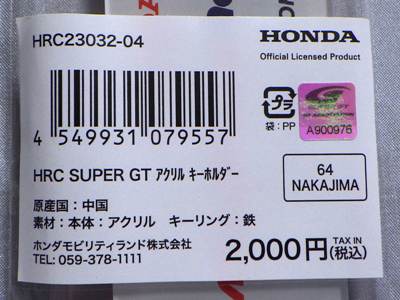 HRC23032-04
HONDA
Official Licensed Product
プラ
袋:PP
SUPER GT
A900976
4 549931 079557
HRC SUPER GT アクリル キーホルダー
64
NAKAJIMA
原産国:中国
素材:本体:アクリル キーリング:鉄
ホンダモビリティランド株式会社
TEL: 059-378-1111
2,000円 TAX IN (税込)